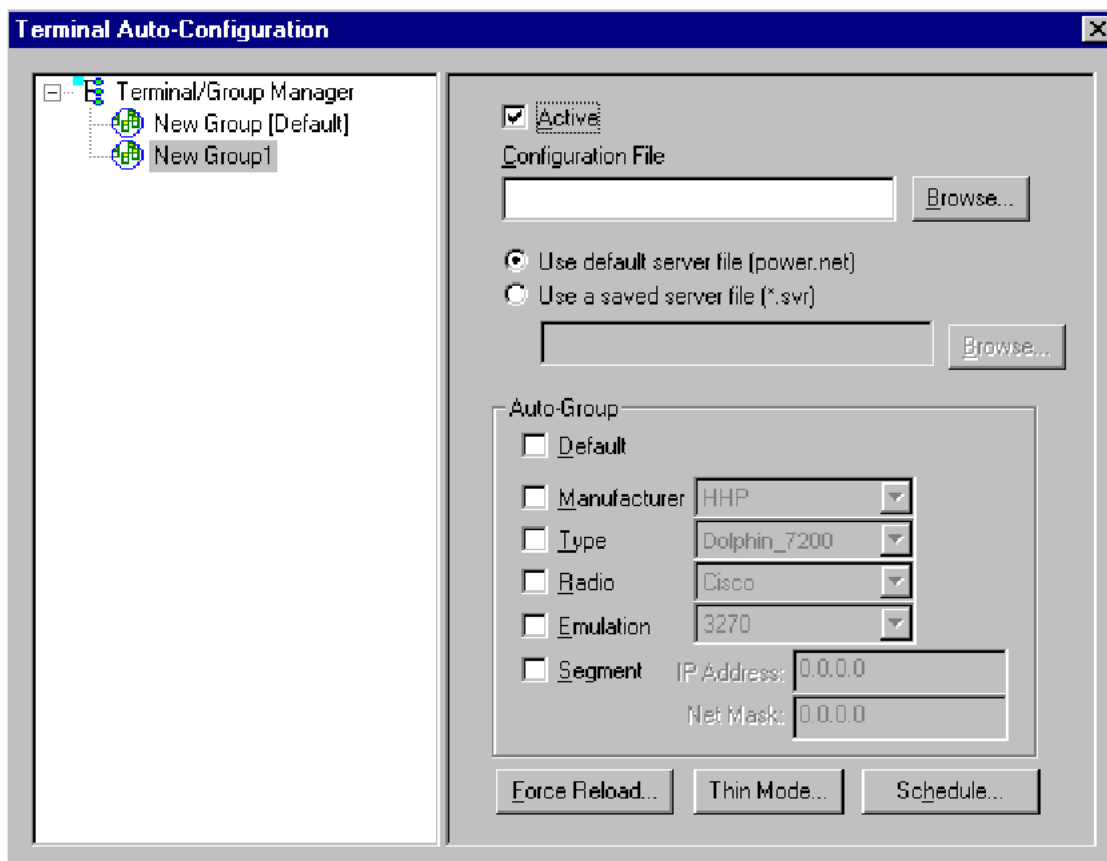 Terminal Auto-Configuration
Terminal/Group Manager
New Group [Default]
New Group1
Active
Configuration File
Browse...
Use default server file (power.net)
Use a saved server file (*.svr)
Browse...
Auto-Group
Default
Manufacturer HHP
Type Dolphin_7200
Radio Cisco
Emulation 3270
Segment IP Address: 0.0.0.0
Net Mask: 0.0.0.0
Force Reload... Thin Mode... Schedule...